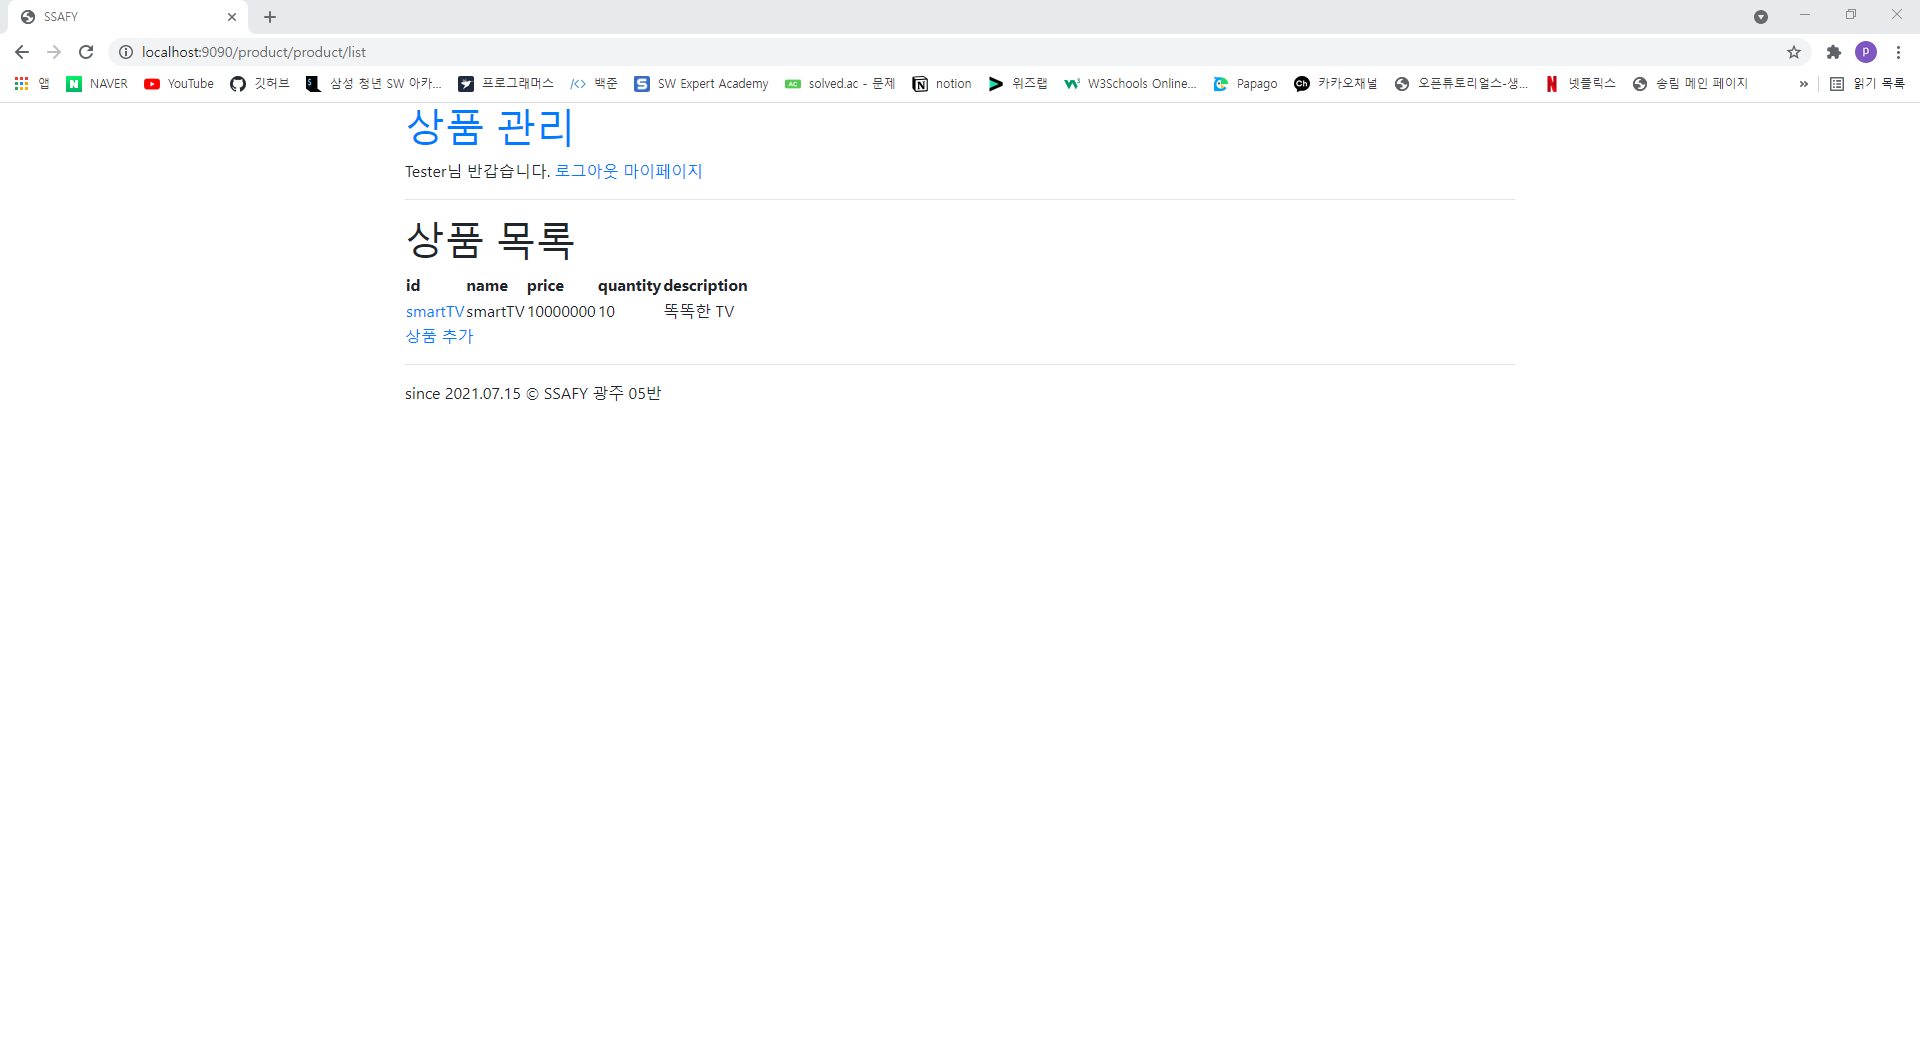 SSAFY
localhost:9090/product/product/list
P
앱 NAVER YouTube 깃허브 삼성 청년 SW 아카... 프로그래머스 백준 SW Expert Academy solved.ac - 문제 notion 위즈랩 W3Schools Online... Papago 카카오채널 오픈튜토리얼스-생... 넷플릭스 송림 메인 페이지 » 읽기 목록
상품 관리
Tester님 반갑습니다. 로그아웃 마이페이지
상품 목록
id name price quantity description
smartTV smartTV 10000000 10 똑똑한 TV
상품 추가
since 2021.07.15 © SSAFY 광주 05반